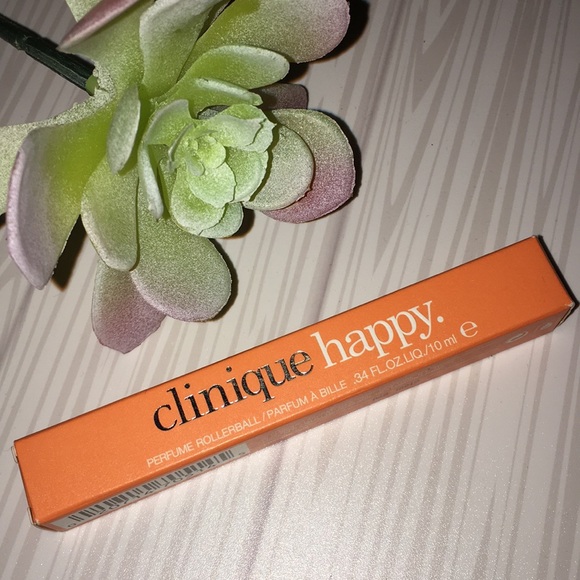 clinique happy.
PERFUME ROLLERBALL / PARFUM À BILLE .34 FL.OZ.LIQ./10 ml e